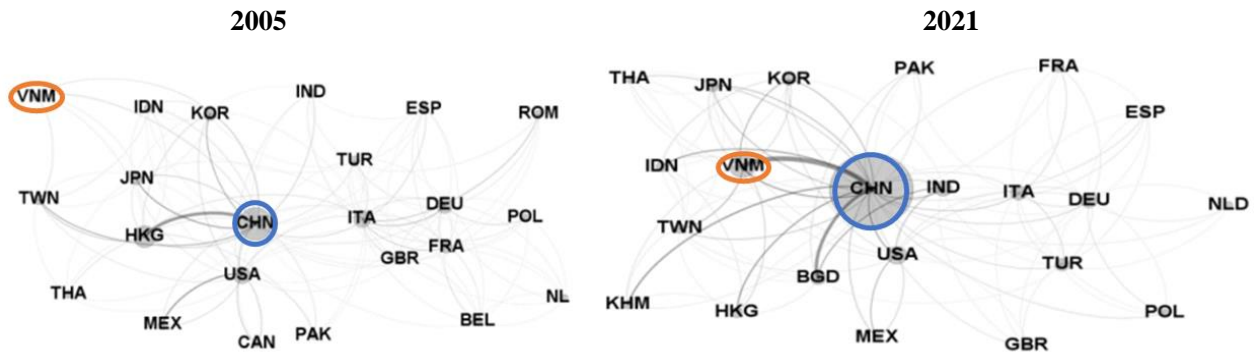 2005
VNM
IDN
KOR
IND
ESP
ROM
TUR
JPN
TWN
HKG
CHN
ITA
DEU
POL
GBR
FRA
USA
THA
MEX
CAN
PAK
BEL
NL
2021
THA
JPN
KOR
PAK
FRA
ESP
IDN
VNM
CHN
IND
ITA
DEU
NLD
TWN
USA
BGD
TUR
KHM
HKG
MEX
GBR
POL